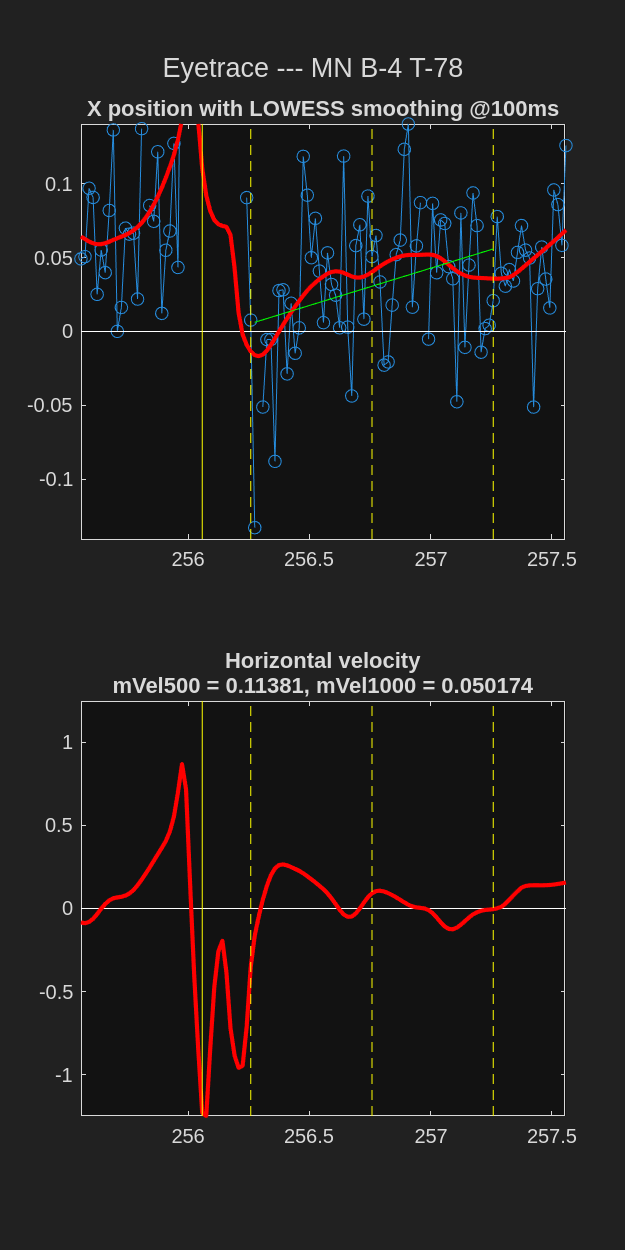 Eyetrace --- MN B-4 T-78
X position with LOWESS smoothing @100ms
0.1
0.05
0
-0.05
-0.1
256 256.5 257 257.5
Horizontal velocity
mVel500 = 0.11381, mVel1000 = 0.050174
1
0.5
0
-0.5
-1
256 256.5 257 257.5